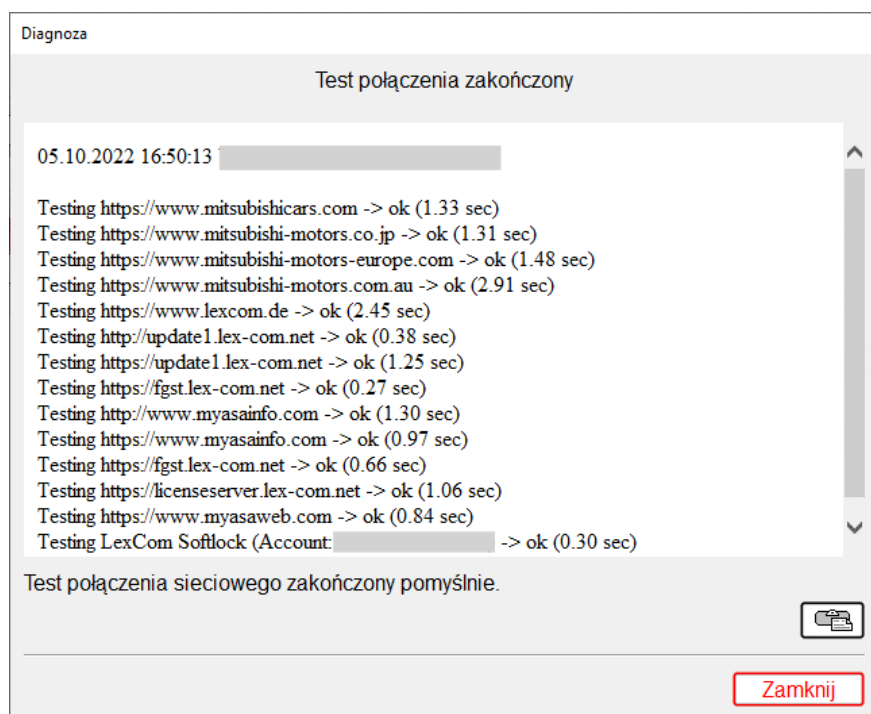 Diagnoza
Test połączenia zakończony
05.10.2022 16:50:13
Testing https://www.mitsubishicars.com -> ok (1.33 sec)
Testing https://www.mitsubishi-motors.co.jp -> ok (1.31 sec)
Testing https://www.mitsubishi-motors-europe.com -> ok (1.48 sec)
Testing https://www.mitsubishi-motors.com.au -> ok (2.91 sec)
Testing https://www.lexcom.de -> ok (2.45 sec)
Testing http://update1.lex-com.net -> ok (0.38 sec)
Testing https://update1.lex-com.net -> ok (1.25 sec)
Testing https://fgst.lex-com.net -> ok (0.27 sec)
Testing http://www.myasainfo.com -> ok (1.30 sec)
Testing https://www.myasainfo.com -> ok (0.97 sec)
Testing https://fgst.lex-com.net -> ok (0.66 sec)
Testing https://licenseserver.lex-com.net -> ok (1.06 sec)
Testing https://www.myasaweb.com -> ok (0.84 sec)
Testing LexCom Softlock (Account: -> ok (0.30 sec)
Test połączenia sieciowego zakończony pomyślnie.
Zamknij